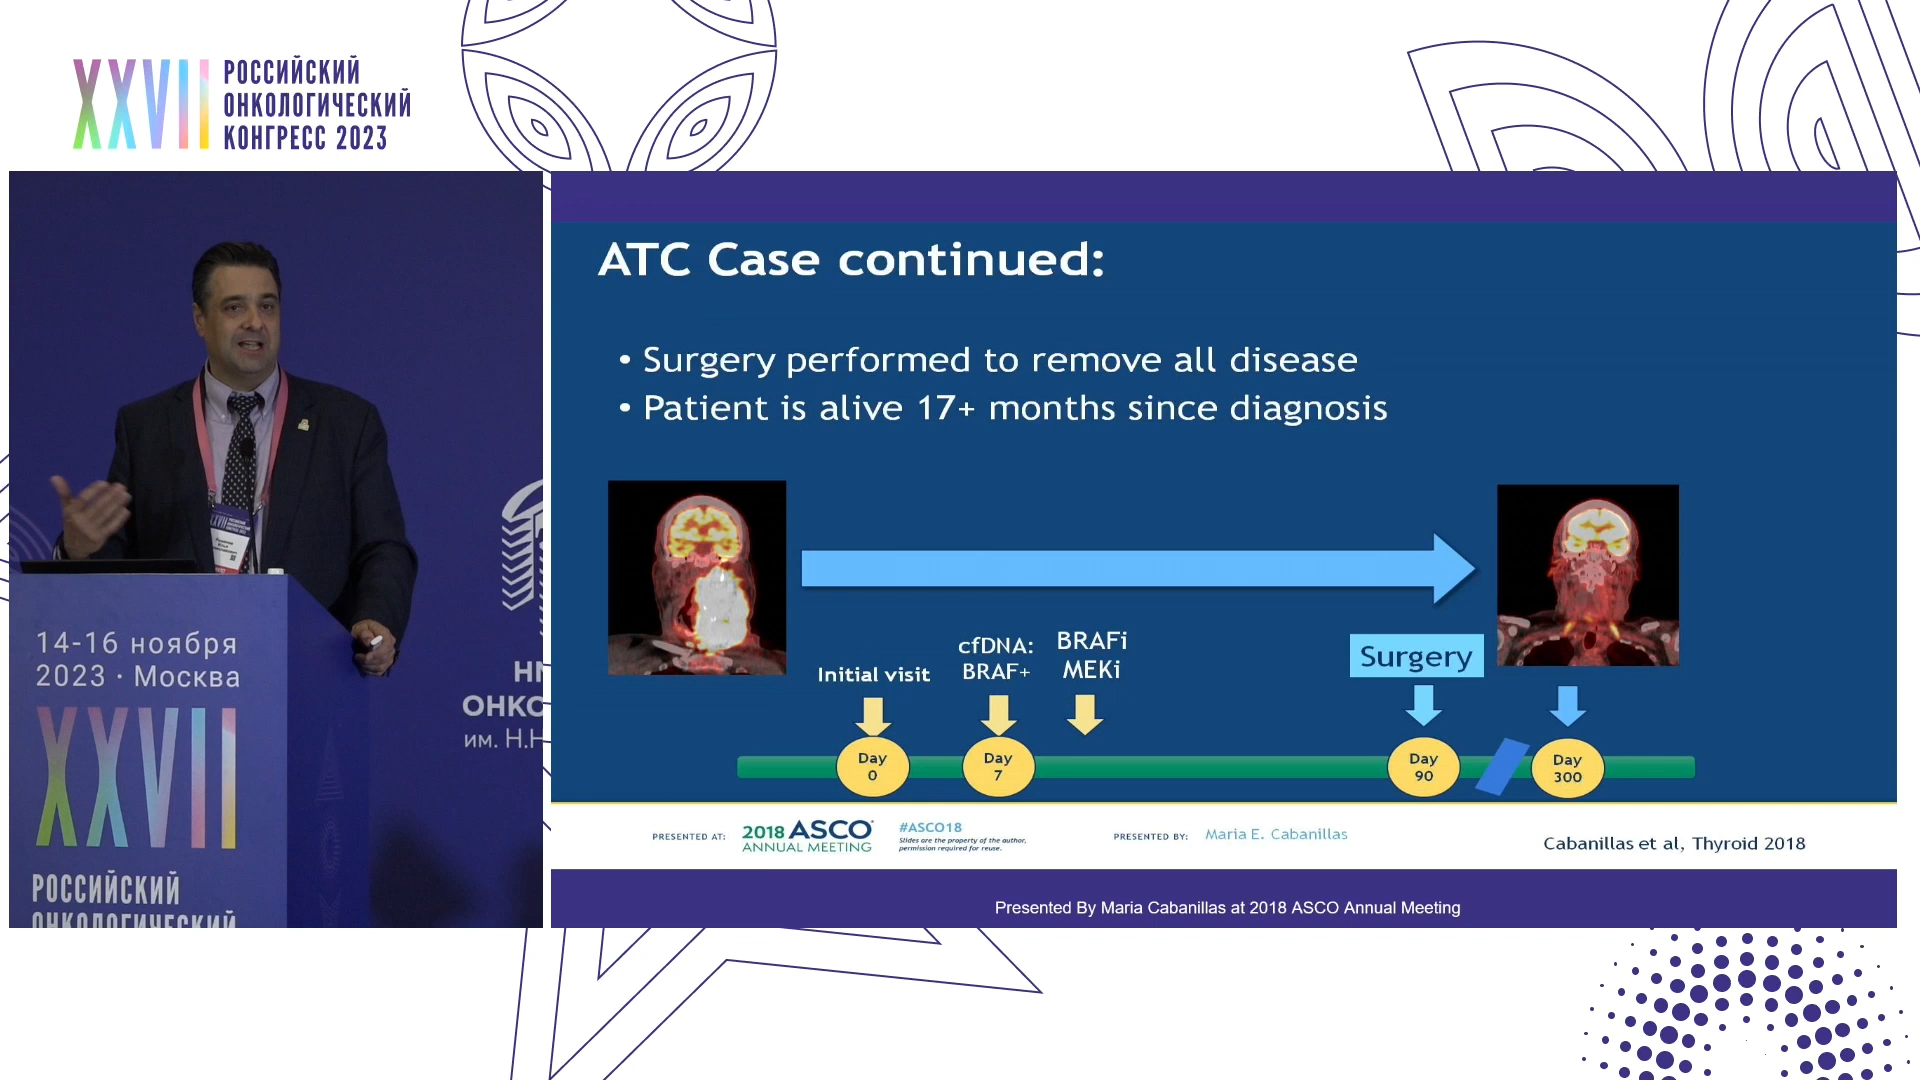 XXVII
РОССИЙСКИЙ
ОНКОЛОГИЧЕСКИЙ
КОНГРЕСС 2023
14-16 ноября
2023 · Москва
XXVII
РОССИЙСКИЙ
ОНКОЛОГИЧЕСКИЙ
XXVII
ОНКО
им. Н.Н
ATC Case continued:
• Surgery performed to remove all disease
• Patient is alive 17+ months since diagnosis
Initial visit
cfDNA:
BRAF+
BRAFi
MEKi
Surgery
Day
0
Day
7
Day
90
Day
300
PRESENTED AT:
2018 ASCO
ANNUAL MEETING
#ASCO18
Slides are the property of the author,
permission required for reuse.
PRESENTED BY:
Maria E. Cabanillas
Cabanillas et al, Thyroid 2018
Presented By Maria Cabanillas at 2018 ASCO Annual Meeting